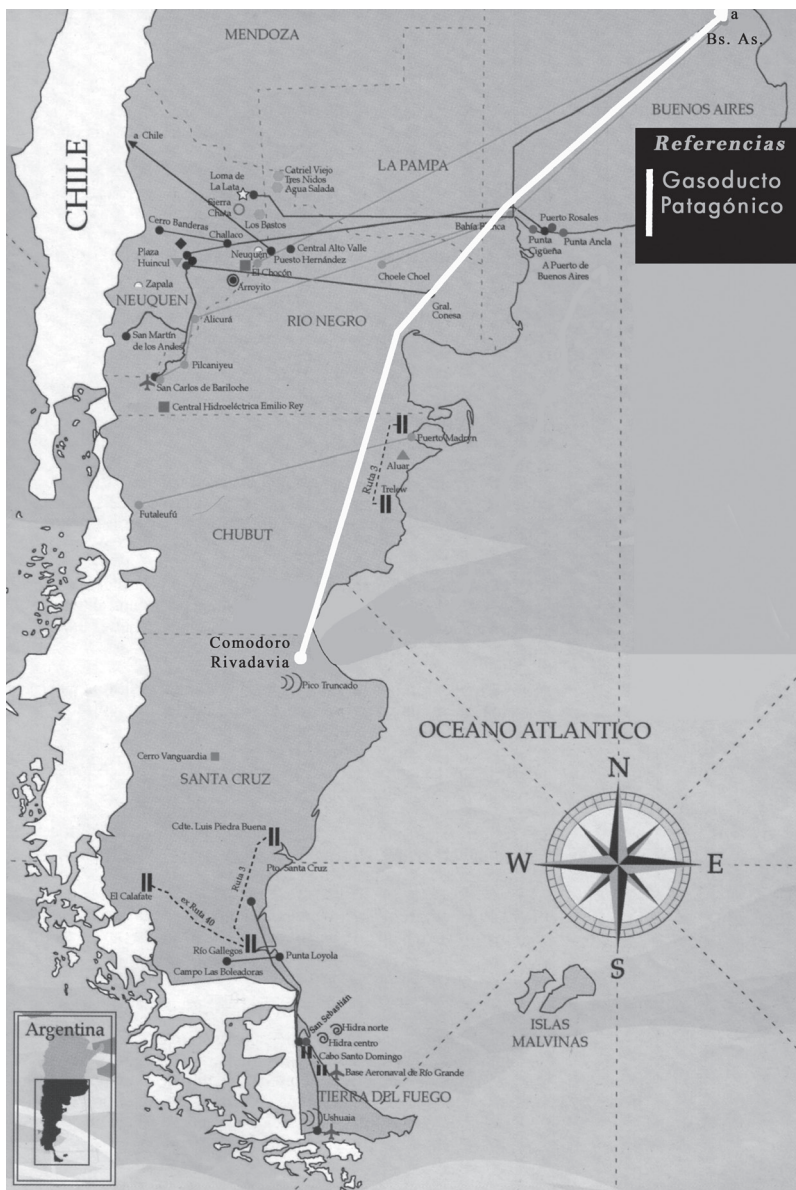 a
Bs. As.
MENDOZA
BUENOS AIRES
Referencias
Gasoducto
Patagónico
CHILE
a Chile
LA PAMPA
Loma de
La Lata
Catriel Viejo
Tres Nidos
Agua Salada
Sierra
Chata
Los Bastos
Cerro Banderas
Challaco
Bahía Blanca
Puerto Rosales
Punta
Cigüeña
Punta Ancla
A Puerto de
Buenos Aires
Plaza
Huincul
Neuquén
Central Alto Valle
Puesto Hernández
El Chocón
Choele Choel
Arroyito
Zapala
NEUQUEN
Gral.
Conesa
Alicurá
RIO NEGRO
San Martín
de los Andes
Pilcaniyeu
San Carlos de Bariloche
Central Hidroeléctrica Emilio Rey
Puerto Madryn
Aluar
Ruta 3
Trelew
Futaleufú
CHUBUT
Comodoro
Rivadavia
Pico Truncado
OCEANO ATLANTICO
Cerro Vanguardia
SANTA CRUZ
N
W
E
S
Cdte. Luis Piedra Buena
Pto. Santa Cruz
Ruta 3
El Calafate
ex Ruta 40
Río Gallegos
Punta Loyola
Campo Las Boleadoras
ISLAS
MALVINAS
San Sebastián
Hidra norte
Hidra centro
Cabo Santo Domingo
Base Aeronaval de Río Grande
TIERRA DEL FUEGO
Ushuaia
Argentina